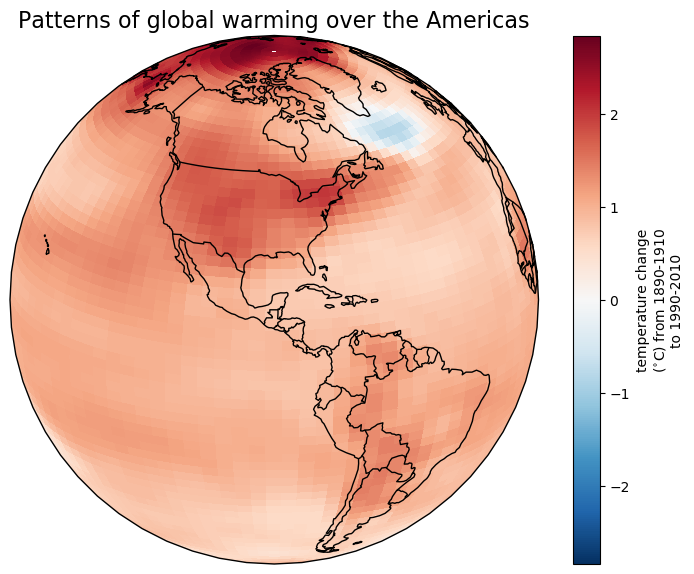 Patterns of global warming over the Americas
2
1
0
−1
−2
temperature change
(°C) from 1890-1910
to 1990-2010